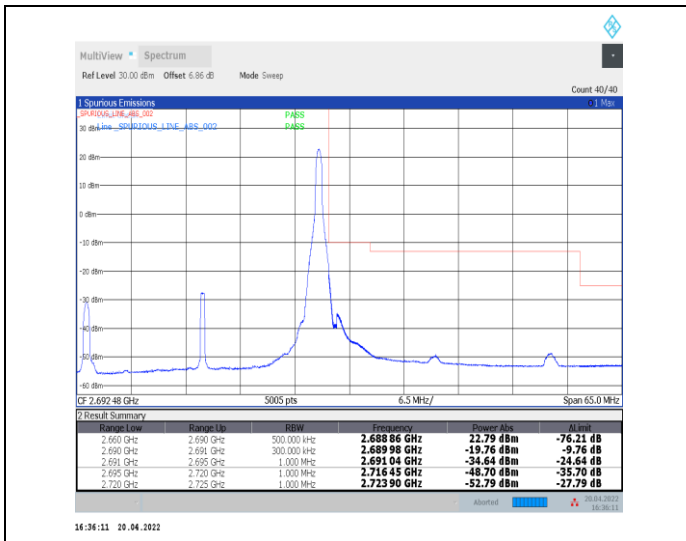 MultiView Spectrum
Ref Level 30.00 dBm Offset 6.86 dB Mode Sweep
Count 40/40
1 Spurious Emissions 1 Max
_SPURIOUS_LINE_ABS_002 PASS
30 dBm Line _SPURIOUS_LINE_ABS_002 PASS
20 dBm
10 dBm
0 dBm
-10 dBm
-20 dBm
-30 dBm
-40 dBm
-50 dBm
-60 dBm
CF 2.692 48 GHz 5005 pts 6.5 MHz/ Span 65.0 MHz
2 Result Summary
Range Low Range Up RBW Frequency Power Abs ΔLimit
2.660 GHz 2.690 GHz 500.000 kHz 2.688 86 GHz 22.79 dBm -76.21 dB
2.690 GHz 2.691 GHz 300.000 kHz 2.689 98 GHz -19.76 dBm -9.76 dB
2.691 GHz 2.695 GHz 1.000 MHz 2.691 04 GHz -34.64 dBm -24.64 dB
2.695 GHz 2.720 GHz 1.000 MHz 2.716 45 GHz -48.70 dBm -35.70 dB
2.720 GHz 2.725 GHz 1.000 MHz 2.723 90 GHz -52.79 dBm -27.79 dB
Aborted 20.04.2022
16:36:11
16:36:11 20.04.2022